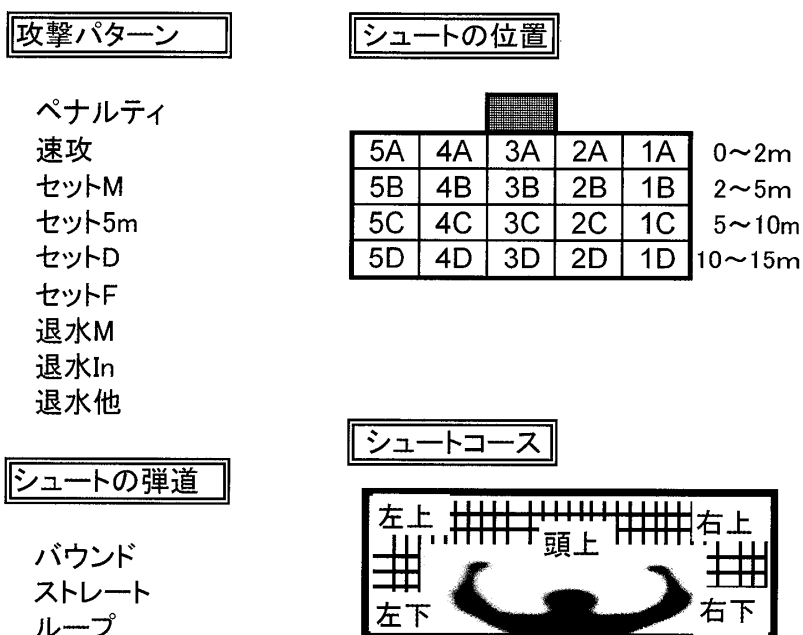 攻撃パターン
ペナルティ
速攻
セットM
セット5m
セットD
セットF
退水M
退水In
退水他
シュートの弾道
バウンド
ストレート
ループ
シュートの位置
5A 4A 3A 2A 1A 0～2m
5B 4B 3B 2B 1B 2～5m
5C 4C 3C 2C 1C 5～10m
5D 4D 3D 2D 1D 10～15m
シュートコース
左上 頭上 右上
左下 右下